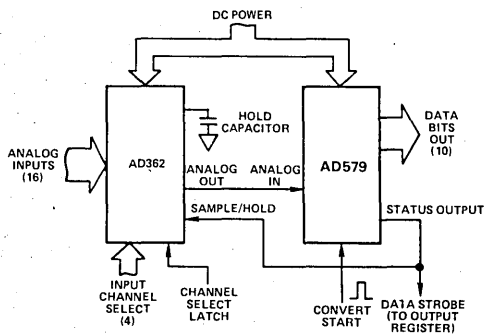 DC POWER
HOLD
CAPACITOR
DATA
BITS
OUT
(10)
ANALOG
INPUTS
(16)
AD362
AD579
ANALOG
OUT
ANALOG
IN
SAMPLE/HOLD
STATUS OUTPUT
INPUT
CHANNEL
SELECT
(4)
CHANNEL
SELECT
LATCH
CONVERT
START
DATA STROBE
(TO OUTPUT
REGISTER)